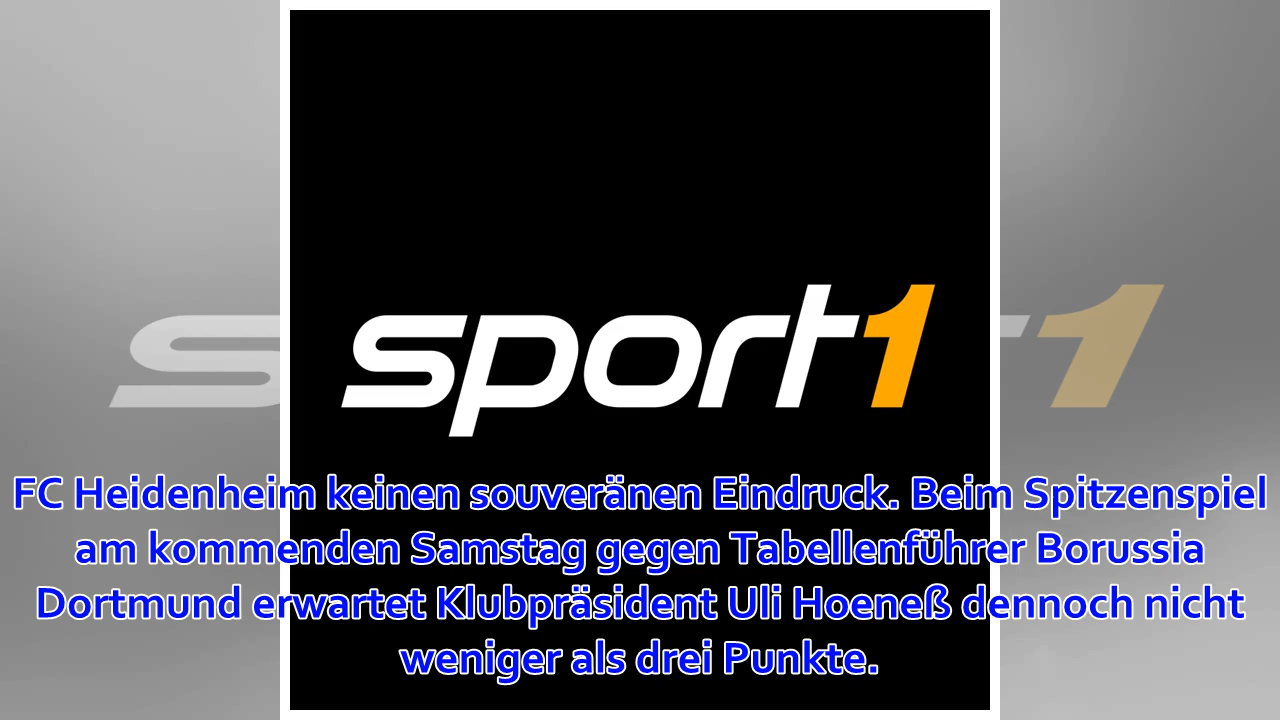 sport1
FC Heidenheim keinen souveränen Eindruck. Beim Spitzenspiel
am kommenden Samstag gegen Tabellenführer Borussia
Dortmund erwartet Klubpräsident Uli Hoeneß dennoch nicht
weniger als drei Punkte.